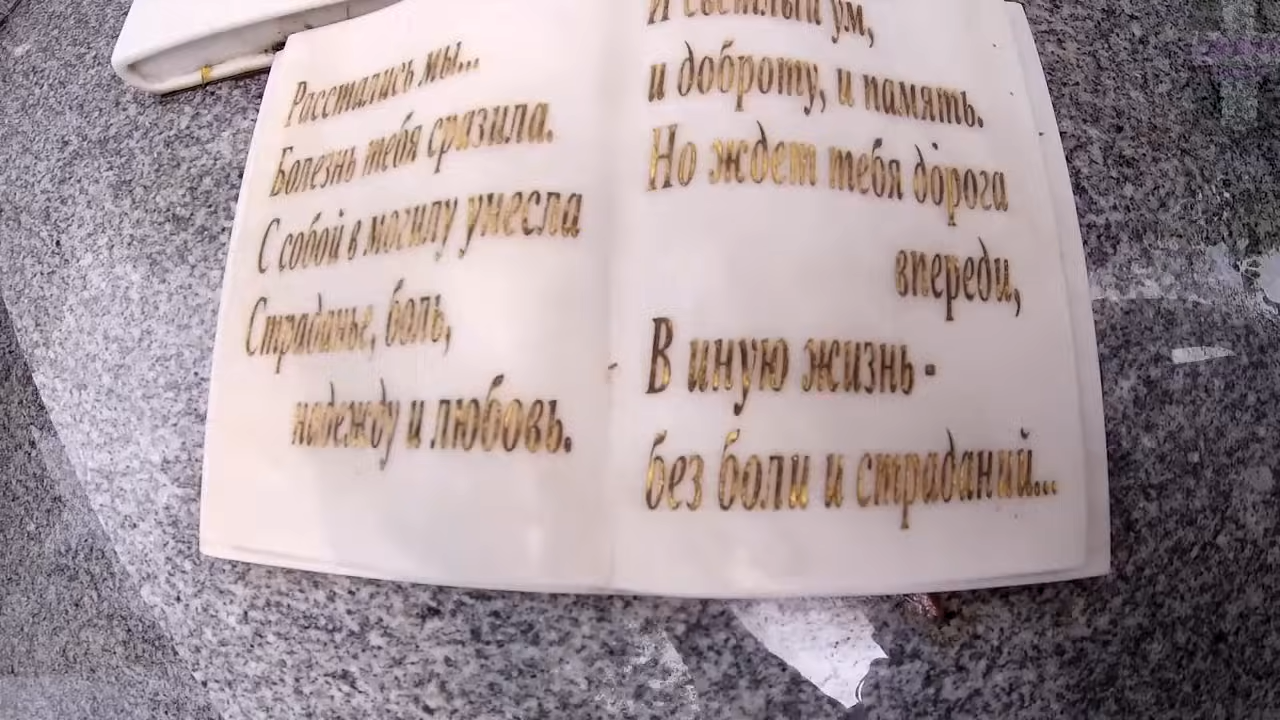 Расстались мы...
Болезнь тебя сразила.
С собой в могилу унесла
Страданье, боль,
надежду и любовь.
И светлый ум,
и доброту, и память.
Но ждет тебя дорога
впереди,
В иную жизнь -
без боли и страданий...